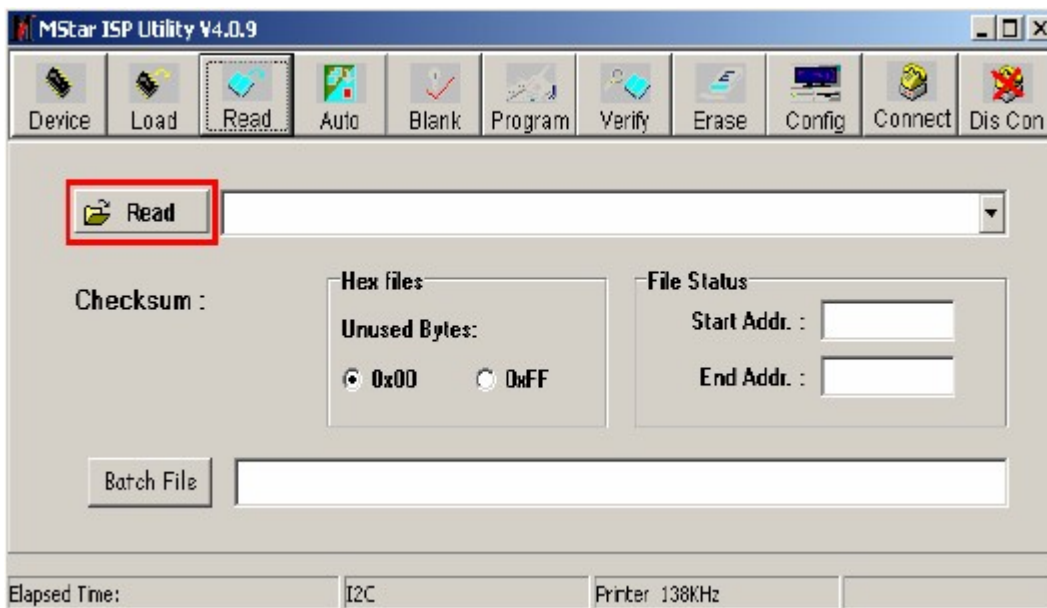 MStar ISP Utility V4.0.9
Device Load Read Auto Blank Program Verify Erase Config Connect Dis Con
Read
Checksum :
Hex files
Unused Bytes:
0x00 0xFF
File Status
Start Addr. :
End Addr. :
Batch File
Elapsed Time: I2C Printer 138KHz